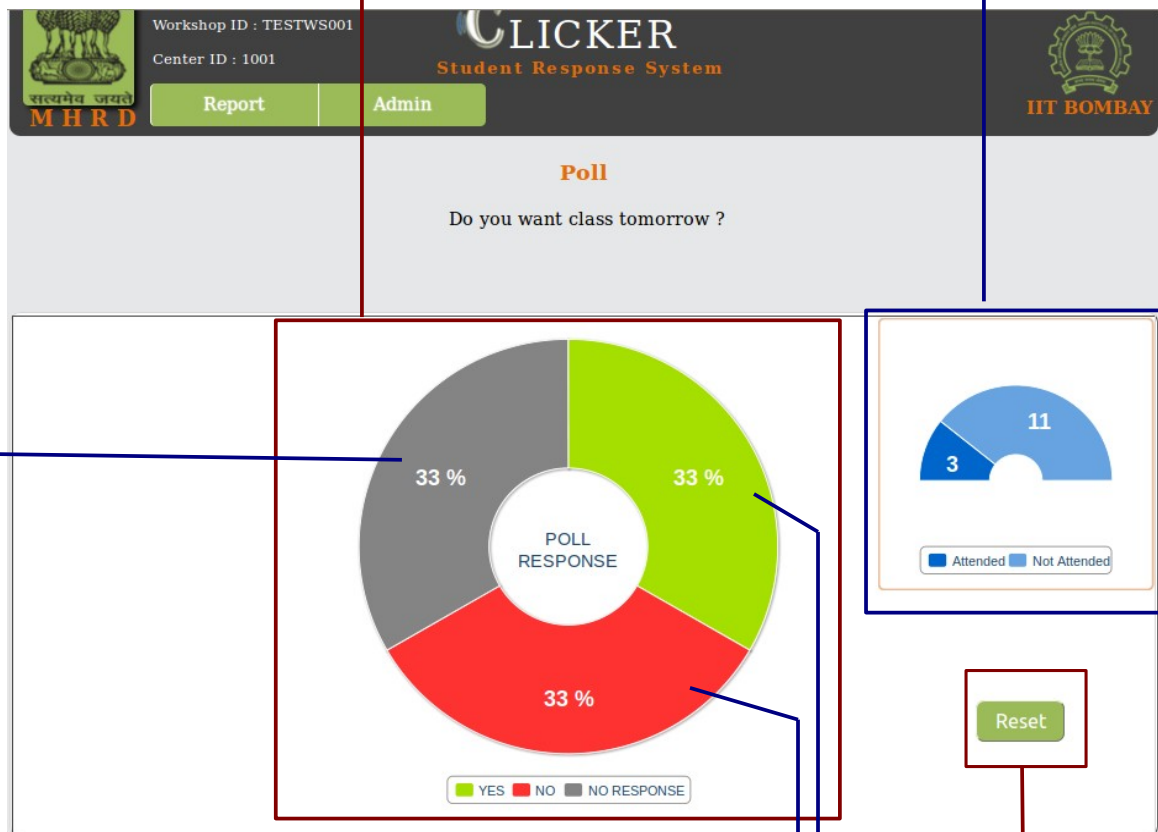 Workshop ID : TESTWS001
Center ID : 1001
CLICKER
Student Response System
सत्यमेव जयते
M H R D
Report
Admin
IIT BOMBAY
Poll
Do you want class tomorrow ?
33 %
33 %
33 %
POLL
RESPONSE
YES NO NO RESPONSE
11
3
Attended Not Attended
Reset